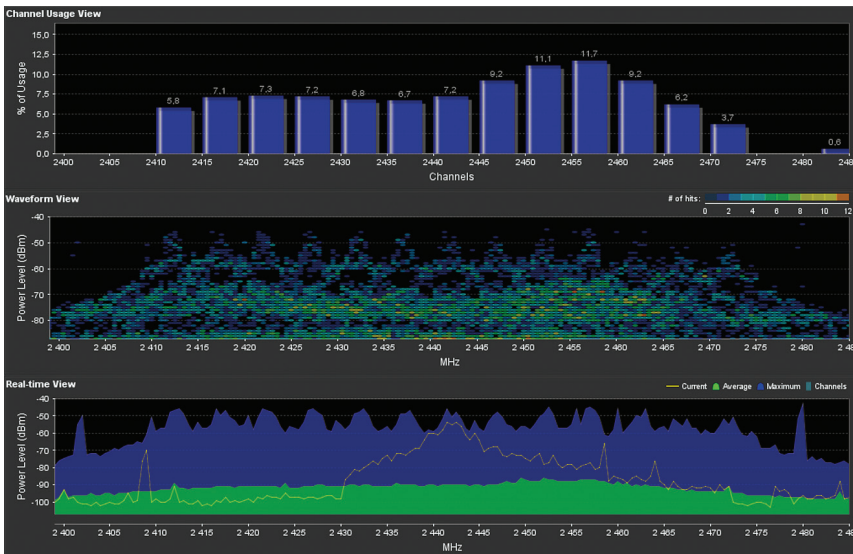 Channel Usage View
% of Usage
15,0
12,5
10,0
7,5
5,0
2,5
0,0
5,8 7,1 7,3 7,2 6,8 6,7 7,2 9,2 11,1 11,7 9,2 6,2 3,7 0,6
2400 2405 2410 2415 2420 2425 2430 2435 2440 2445 2450 2455 2460 2465 2470 2475 2480 2485
Channels
Waveform View
# of hits: 0 2 4 6 8 10 12
Power Level (dBm)
-40
-50
-60
-70
-80
2 400 2 405 2 410 2 415 2 420 2 425 2 430 2 435 2 440 2 445 2 450 2 455 2 460 2 465 2 470 2 475 2 480 2 485
MHz
Real-time View
Current Average Maximum Channels
Power Level (dBm)
-40
-50
-60
-70
-80
-90
-100
2 400 2 405 2 410 2 415 2 420 2 425 2 430 2 435 2 440 2 445 2 450 2 455 2 460 2 465 2 470 2 475 2 480 2 485
MHz